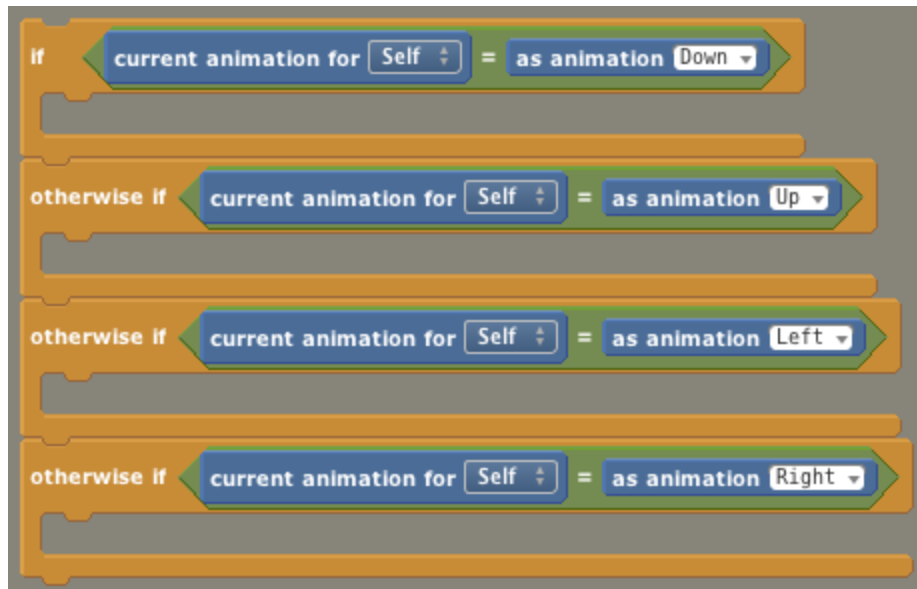 if current animation for Self = as animation Down
otherwise if current animation for Self = as animation Up
otherwise if current animation for Self = as animation Left
otherwise if current animation for Self = as animation Right